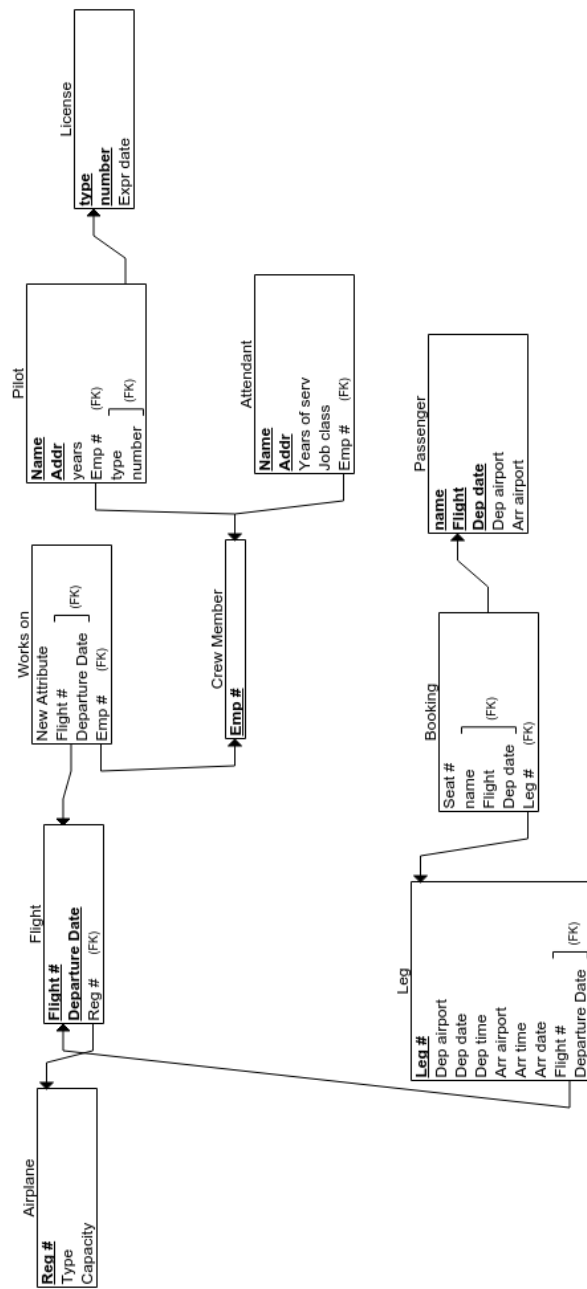 Airplane
Reg #
Type
Capacity
Flight
Flight #
Departure Date
Reg # (FK)
Works on
New Attribute
Flight #
Departure Date
(FK)
Emp # (FK)
Pilot
Name
Addr
years
Emp # (FK)
type
number
(FK)
License
type
number
Expr date
Crew Member
Emp #
Attendant
Name
Addr
Years of serv
Job class
Emp # (FK)
Leg
Leg #
Dep airport
Dep date
Dep time
Arr airport
Arr time
Arr date
Flight #
Departure Date
(FK)
Booking
Seat #
name
Flight
Dep date
(FK)
Leg # (FK)
Passenger
name
Flight
Dep date
Dep airport
Arr airport